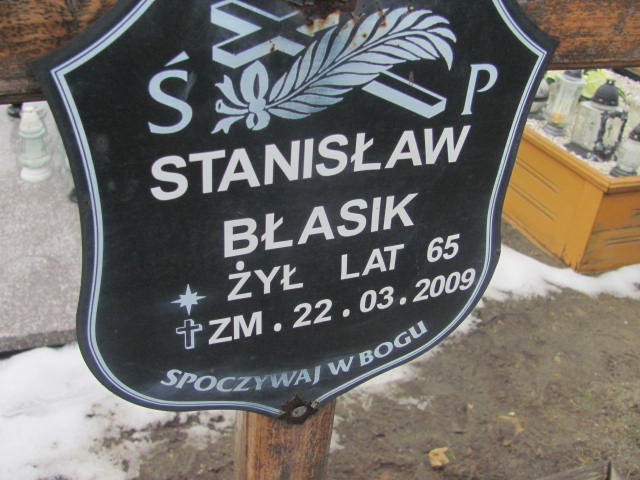 Ś P
STANISŁAW
BŁASIK
ŻYŁ LAT 65
ZM. 22.03.2009
SPOCZYWAJ W BOGU